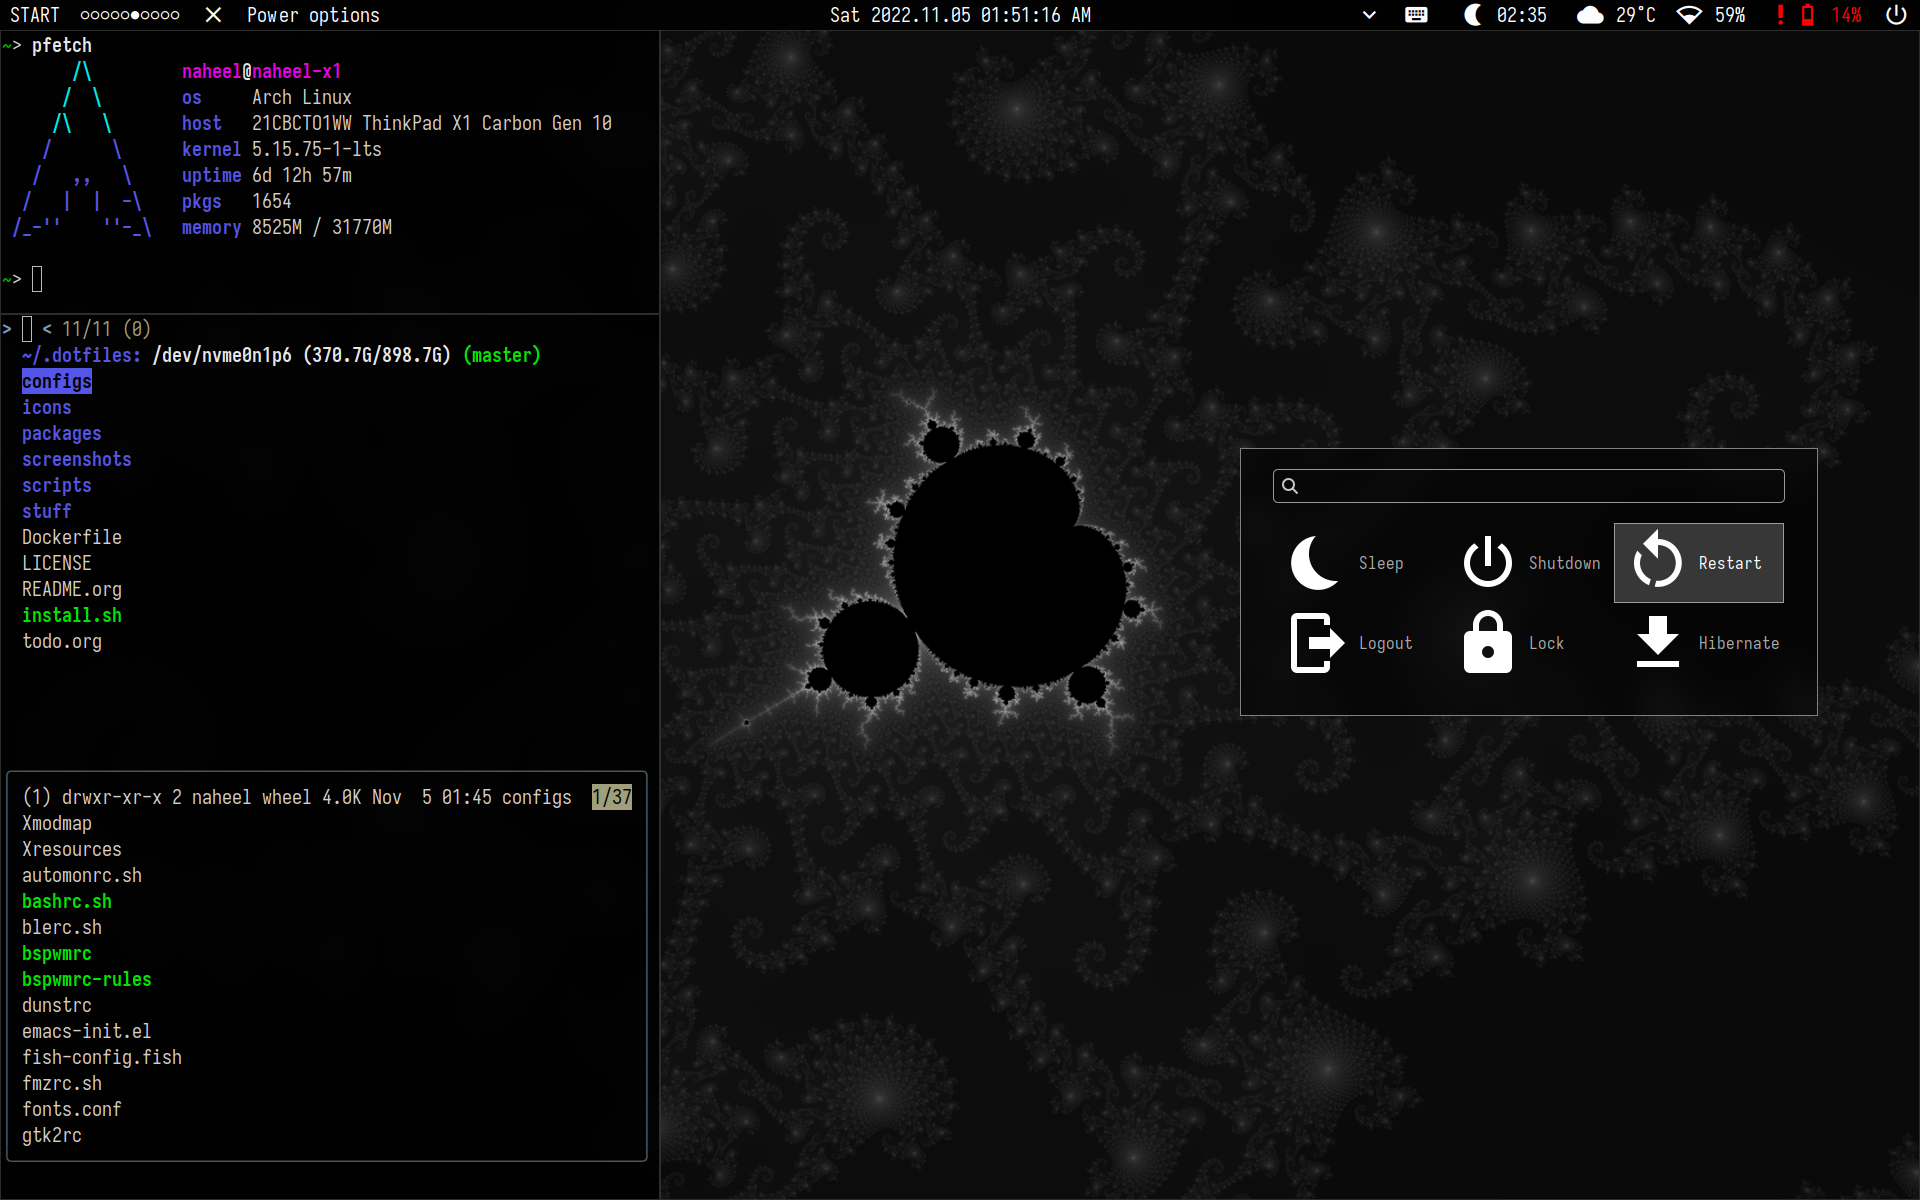 START Power options Sat 2022.11.05 01:51:16 AM 02:35 29°C 59% ! 14%
~> pfetch
naheel@naheel-x1
os Arch Linux
host 21CBCTO1WW ThinkPad X1 Carbon Gen 10
kernel 5.15.75-1-lts
uptime 6d 12h 57m
pkgs 1654
memory 8525M / 31770M
~>
> < 11/11 (0)
~/.dotfiles: /dev/nvme0n1p6 (370.7G/898.7G) (master)
configs
icons
packages
screenshots
scripts
stuff
Dockerfile
LICENSE
README.org
install.sh
todo.org
(1) drwxr-xr-x 2 naheel wheel 4.0K Nov  5 01:45 configs 1/37
Xmodmap
Xresources
automonrc.sh
bashrc.sh
blerc.sh
bspwmrc
bspwmrc-rules
dunstrc
emacs-init.el
fish-config.fish
fmzrc.sh
fonts.conf
gtk2rc
Sleep Shutdown Restart
Logout Lock Hibernate